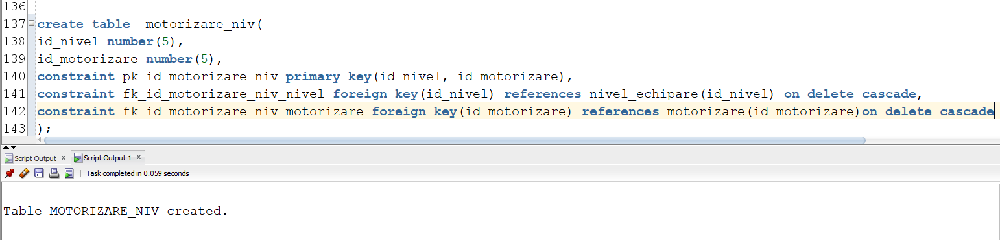 136
137 create table  motorizare_niv(
138 id_nivel number(5),
139 id_motorizare number(5),
140 constraint pk_id_motorizare_niv primary key(id_nivel, id_motorizare),
141 constraint fk_id_motorizare_niv_nivel foreign key(id_nivel) references nivel_echipare(id_nivel) on delete cascade,
142 constraint fk_id_motorizare_niv_motorizare foreign key(id_motorizare) references motorizare(id_motorizare)on delete cascade
143 );
Script Output x Script Output 1 x
Task completed in 0.059 seconds
Table MOTORIZARE_NIV created.